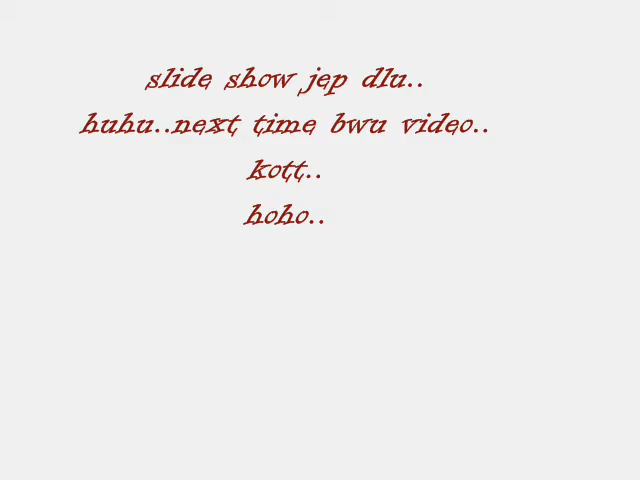 slide show jep dlu..
huhu..next time bwu video..
kott..
hoho..